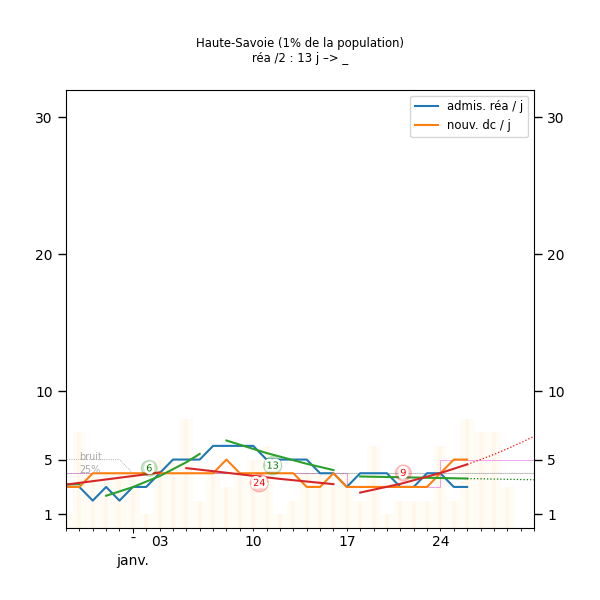 Haute-Savoie (1% de la population)
réa /2 : 13 j –> _
admis. réa / j
nouv. dc / j
30 30
20 20
10 10
5 5
1 1
bruit
25%
6
13
24
9
- 03 10 17 24
janv.